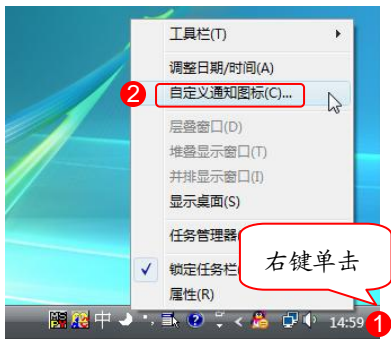 工具栏(T)
调整日期/时间(A)
2 自定义通知图标(C)...
层叠窗口(D)
堆叠显示窗口(T)
并排显示窗口(I)
显示桌面(S)
任务管理器
右键单击
锁定任务栏
属性(R)
中 14:59 1